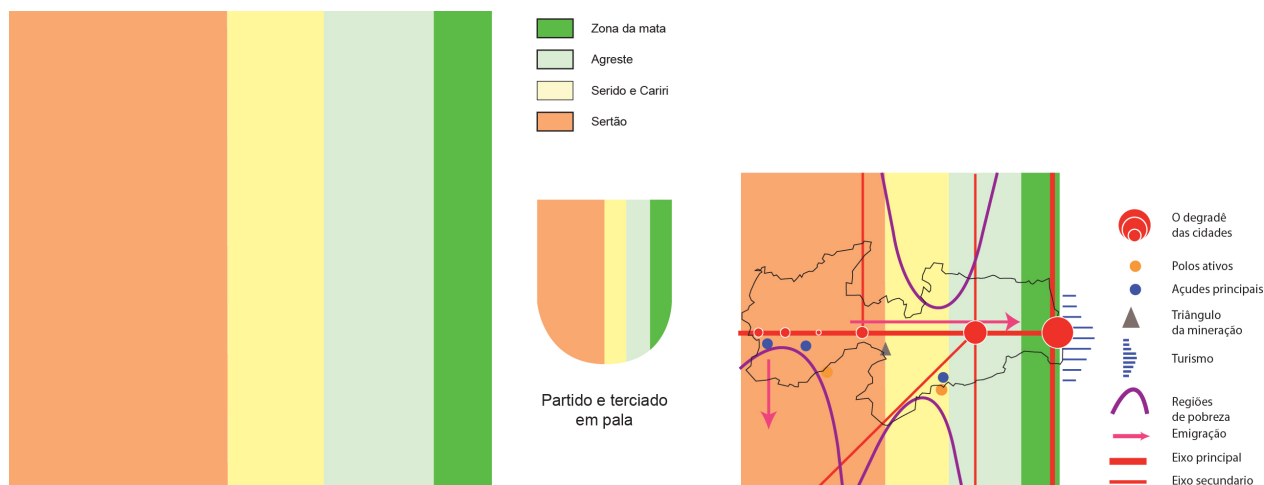 Zona da mata
Agreste
Serido e Cariri
Sertão
Partido e terciado
em pala
O degradê
das cidades
Polos ativos
Açudes principais
Triângulo
da mineração
Turismo
Regiões
de pobreza
Emigração
Eixo principal
Eixo secundario